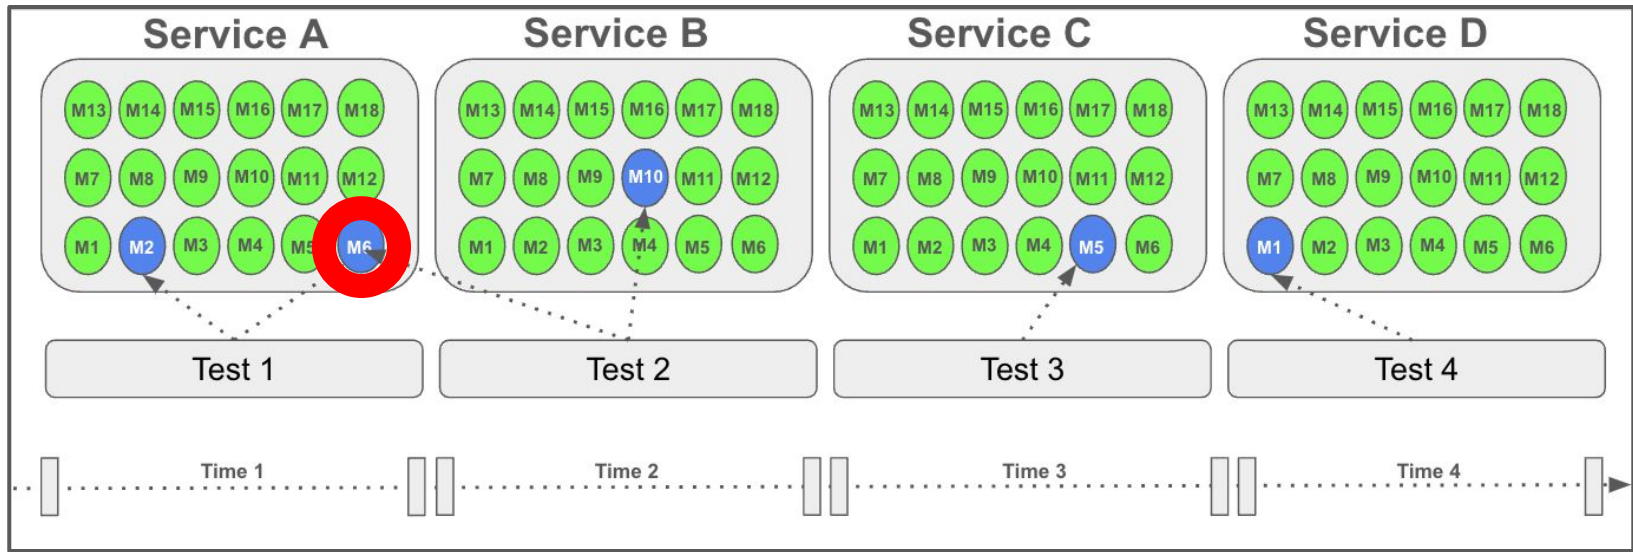 Service A Service B Service C Service D
M13 M14 M15 M16 M17 M18 M13 M14 M15 M16 M17 M18 M13 M14 M15 M16 M17 M18 M13 M14 M15 M16 M17 M18
M7 M8 M9 M10 M11 M12 M7 M8 M9 M10 M11 M12 M7 M8 M9 M10 M11 M12 M7 M8 M9 M10 M11 M12
M1 M2 M3 M4 M5 M6 M1 M2 M3 M4 M5 M6 M1 M2 M3 M4 M5 M6 M1 M2 M3 M4 M5 M6
Test 1 Test 2 Test 3 Test 4
Time 1 Time 2 Time 3 Time 4